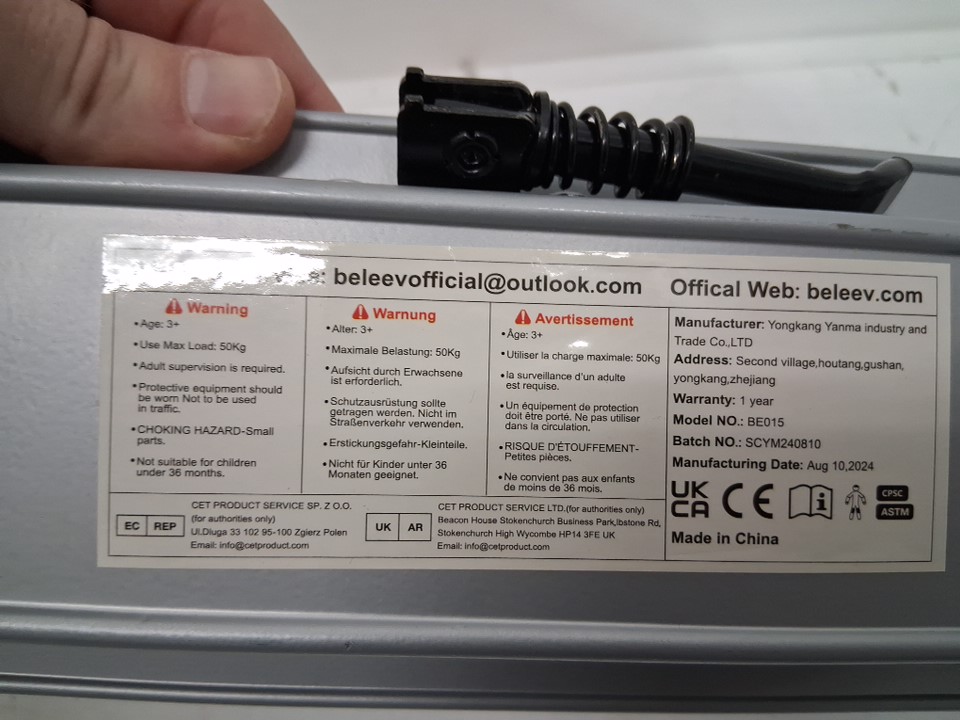 beleevofficial@outlook.com
Offical Web: beleev.com
Warning
•Age: 3+
•Use Max Load: 50Kg
•Adult supervision is required.
•Protective equipment should
be worn Not to be used
in traffic.
•CHOKING HAZARD-Small
parts.
•Not suitable for children
under 36 months.
Warnung
•Alter: 3+
•Maximale Belastung: 50Kg
•Aufsicht durch Erwachsene
ist erforderlich.
•Schutzausrüstung sollte
getragen werden. Nicht im
Straßenverkehr verwenden.
•Erstickungsgefahr-Kleinteile.
•Nicht für Kinder unter 36
Monaten geeignet.
Avertissement
•Âge: 3+
•Utiliser la charge maximale: 50Kg
•la surveillance d'un adulte
est requise.
•Un équipement de protection
doit être porté. Ne pas utiliser
dans la circulation.
•RISQUE D'ÉTOUFFEMENT-
Petites pièces.
•Ne convient pas aux enfants
de moins de 36 mois.
Manufacturer: Yongkang Yanma industry and
Trade Co.,LTD
Address: Second village,houtang,gushan,
yongkang,zhejiang
Warranty: 1 year
Model NO.: BE015
Batch NO.: SCYM240810
Manufacturing Date: Aug 10,2024
UK
CA
CE
CPSC
ASTM
Made in China
EC REP
CET PRODUCT SERVICE SP. Z O.O.
(for authorities only)
Ul.Dluga 33 102 95-100 Zgierz Polen
Email: info@cetproduct.com
UK AR
CET PRODUCT SERVICE LTD.(for authorities only)
Beacon House Stokenchurch Business Park,Ibstone Rd,
Stokenchurch High Wycombe HP14 3FE UK
Email: info@cetproduct.com